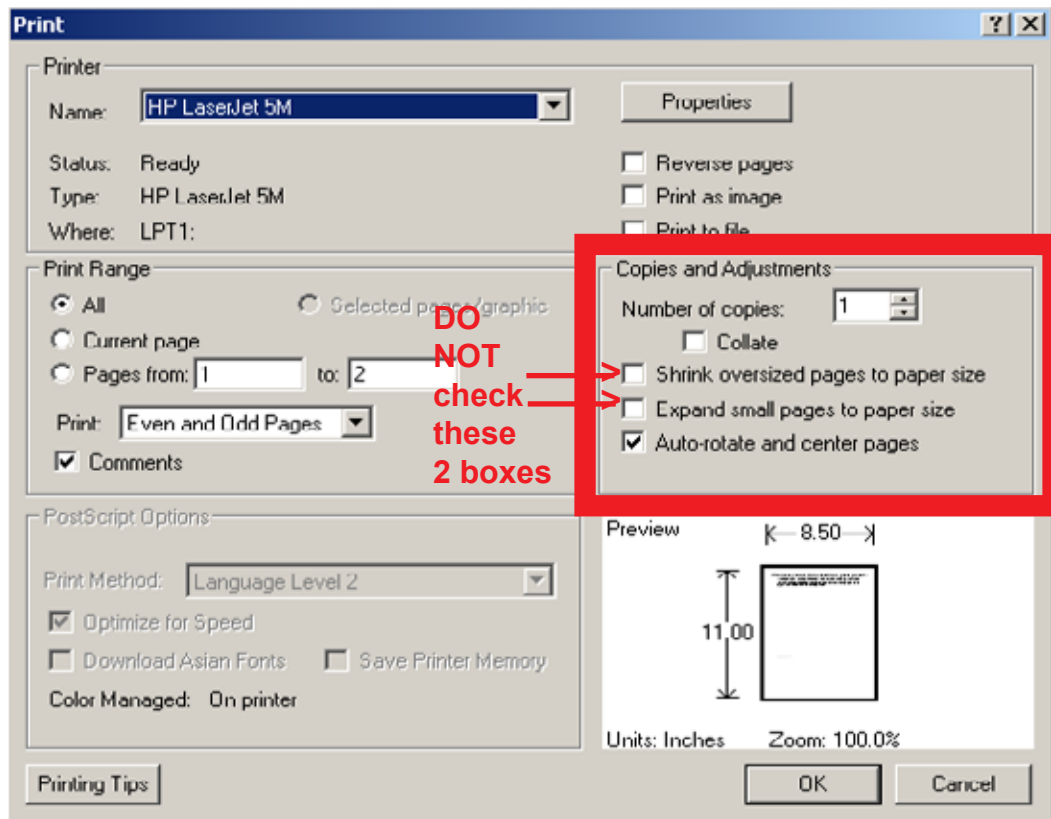 Print
Printer
Name: HP LaserJet 5M
Properties
Status: Ready
Type: HP LaserJet 5M
Where: LPT1:
Reverse pages
Print as image
Print to file
Print Range
All
Selected pages/graphic
Current page
Pages from: 1 to: 2
Print: Even and Odd Pages
Comments
DO
NOT
check
these
2 boxes
Copies and Adjustments
Number of copies: 1
Collate
Shrink oversized pages to paper size
Expand small pages to paper size
Auto-rotate and center pages
PostScript Options
Print Method: Language Level 2
Optimize for Speed
Download Asian Fonts
Save Printer Memory
Color Managed: On printer
Preview
8.50
11.00
Units: Inches Zoom: 100.0%
Printing Tips
OK
Cancel